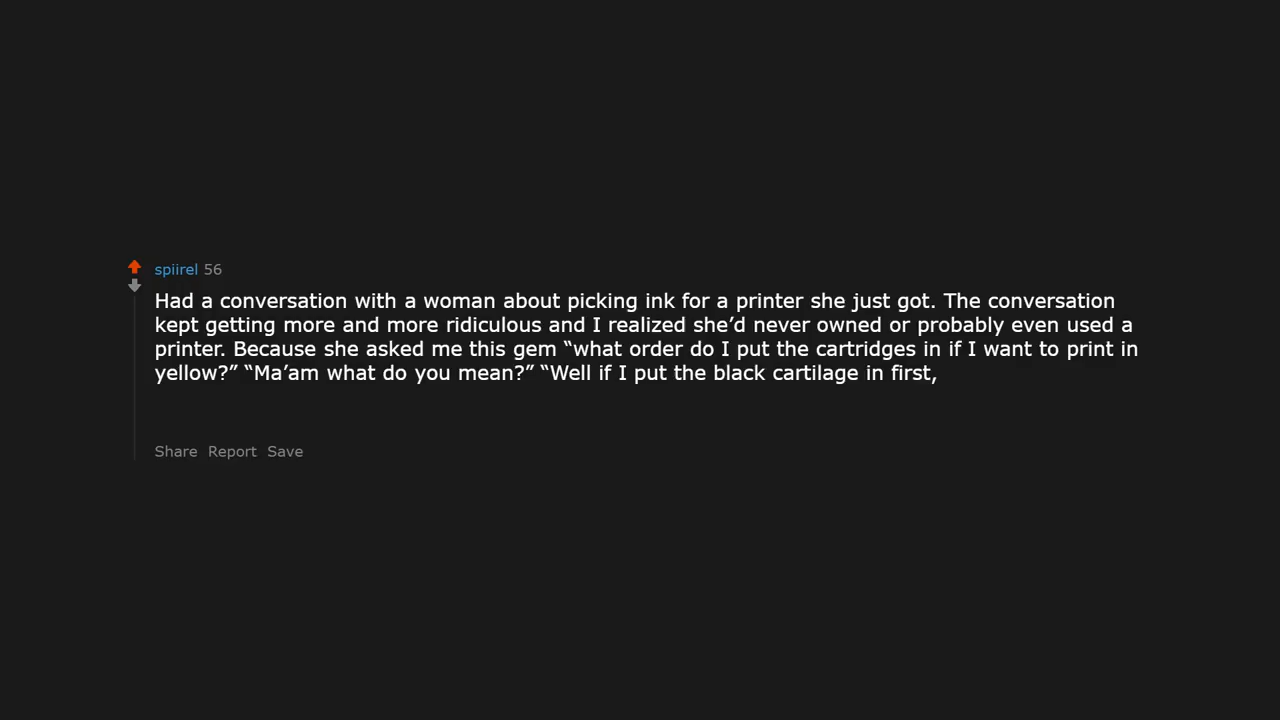 spiirel 56
Had a conversation with a woman about picking ink for a printer she just got. The conversation
kept getting more and more ridiculous and I realized she’d never owned or probably even used a
printer. Because she asked me this gem “what order do I put the cartridges in if I want to print in
yellow?” “Ma’am what do you mean?” “Well if I put the black cartilage in first,
Share Report Save